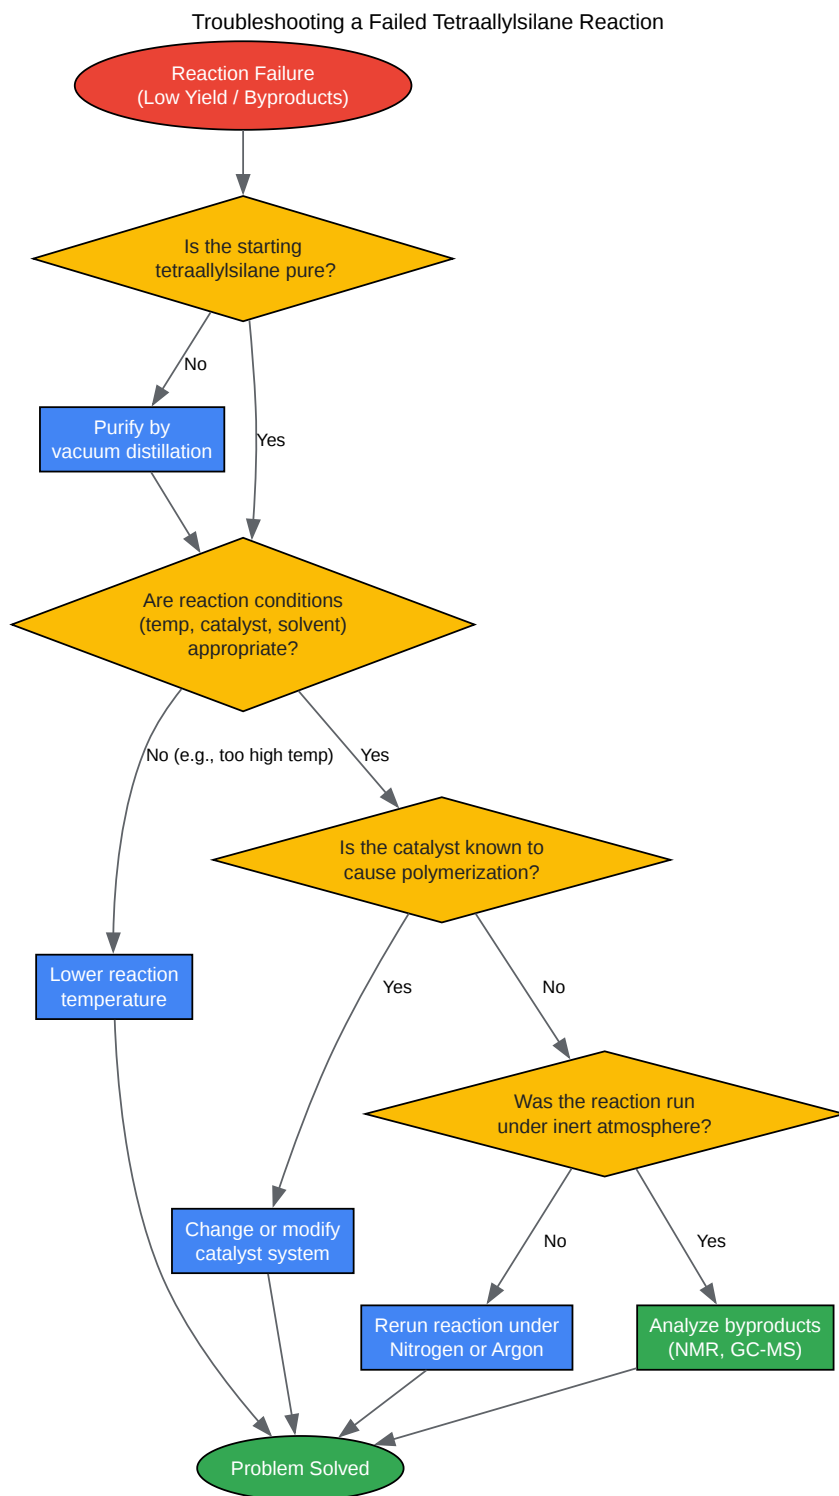 Troubleshooting a Failed Tetraallylsilane Reaction
Reaction Failure
(Low Yield / Byproducts)
Is the starting
tetraallylsilane pure?
No
Yes
Purify by
vacuum distillation
Are reaction conditions
(temp, catalyst, solvent)
appropriate?
No (e.g., too high temp)
Yes
Is the catalyst known to
cause polymerization?
Lower reaction
temperature
Yes
No
Was the reaction run
under inert atmosphere?
Change or modify
catalyst system
No
Yes
Rerun reaction under
Nitrogen or Argon
Analyze byproducts
(NMR, GC-MS)
Problem Solved